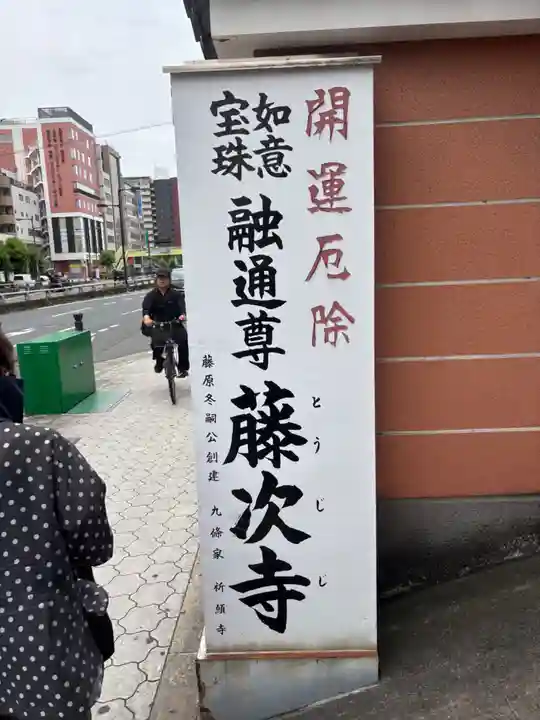 開運厄除
如意
宝珠
融通尊
藤次寺
とうじじ
藤原冬嗣公創建 九條家 祈願寺